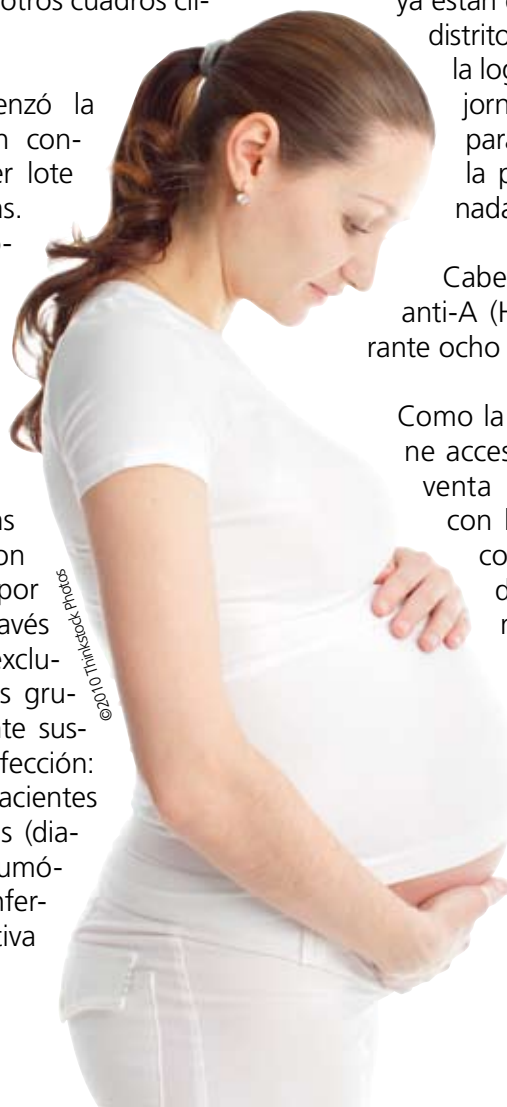 otros cuadros clí-
enzó la
n con-
er lote
as.
as
on
por
avés
exclu-
s gru-
nte sus-
fección:
acientes
s (dia-
umó-
nfer-
tiva
ya están
distrito
la log
jorn
para
la p
nada
Cabe
anti-A (H
rante ocho
Como la
ne acces
venta
con
co
d
©2010 Thinkstock Photos